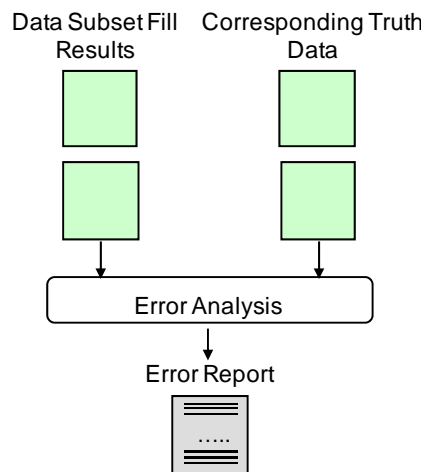 Data Subset Fill
Results
Corresponding Truth
Data
Error Analysis
Error Report
.....